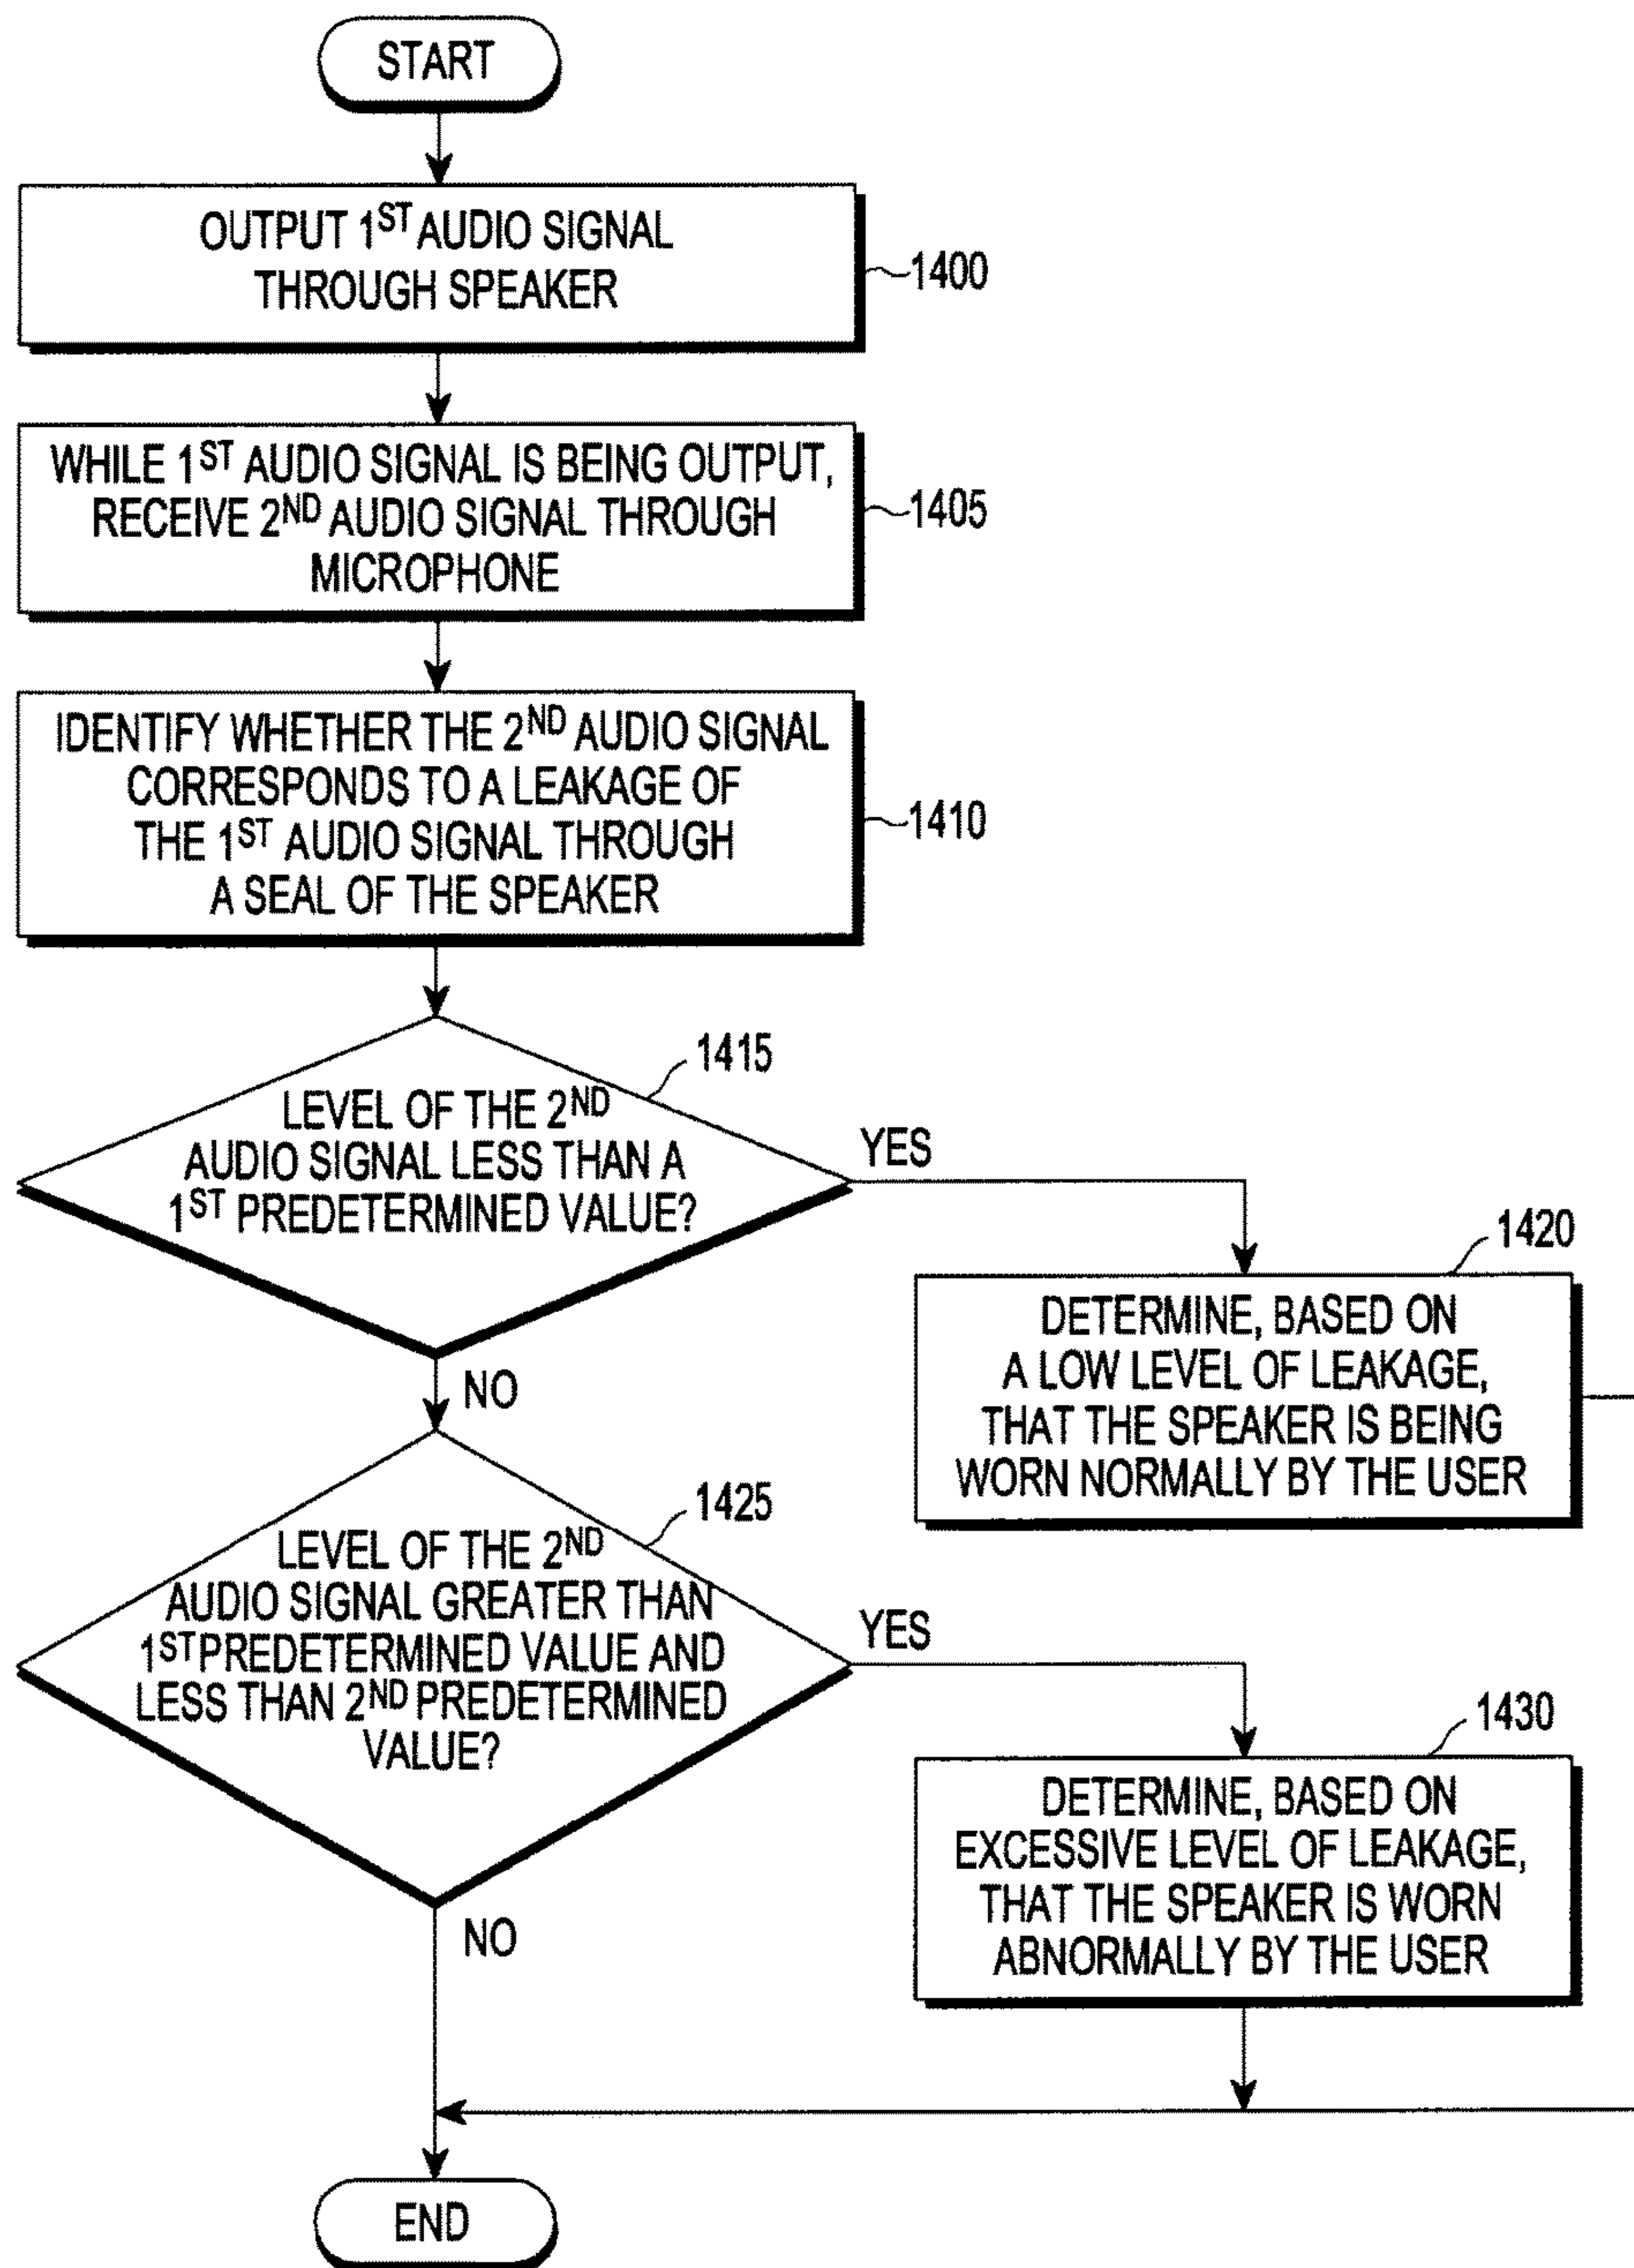 START
OUTPUT 1ST AUDIO SIGNAL
THROUGH SPEAKER
1400
WHILE 1ST AUDIO SIGNAL IS BEING OUTPUT,
RECEIVE 2ND AUDIO SIGNAL THROUGH
MICROPHONE
1405
IDENTIFY WHETHER THE 2ND AUDIO SIGNAL
CORRESPONDS TO A LEAKAGE OF
THE 1ST AUDIO SIGNAL THROUGH
A SEAL OF THE SPEAKER
1410
1415
LEVEL OF THE 2ND
AUDIO SIGNAL LESS THAN A
1ST PREDETERMINED VALUE?
YES
NO
1420
DETERMINE, BASED ON
A LOW LEVEL OF LEAKAGE,
THAT THE SPEAKER IS BEING
WORN NORMALLY BY THE USER
1425
LEVEL OF THE 2ND
AUDIO SIGNAL GREATER THAN
1ST PREDETERMINED VALUE AND
LESS THAN 2ND PREDETERMINED
VALUE?
YES
NO
1430
DETERMINE, BASED ON
EXCESSIVE LEVEL OF LEAKAGE,
THAT THE SPEAKER IS WORN
ABNORMALLY BY THE USER
END